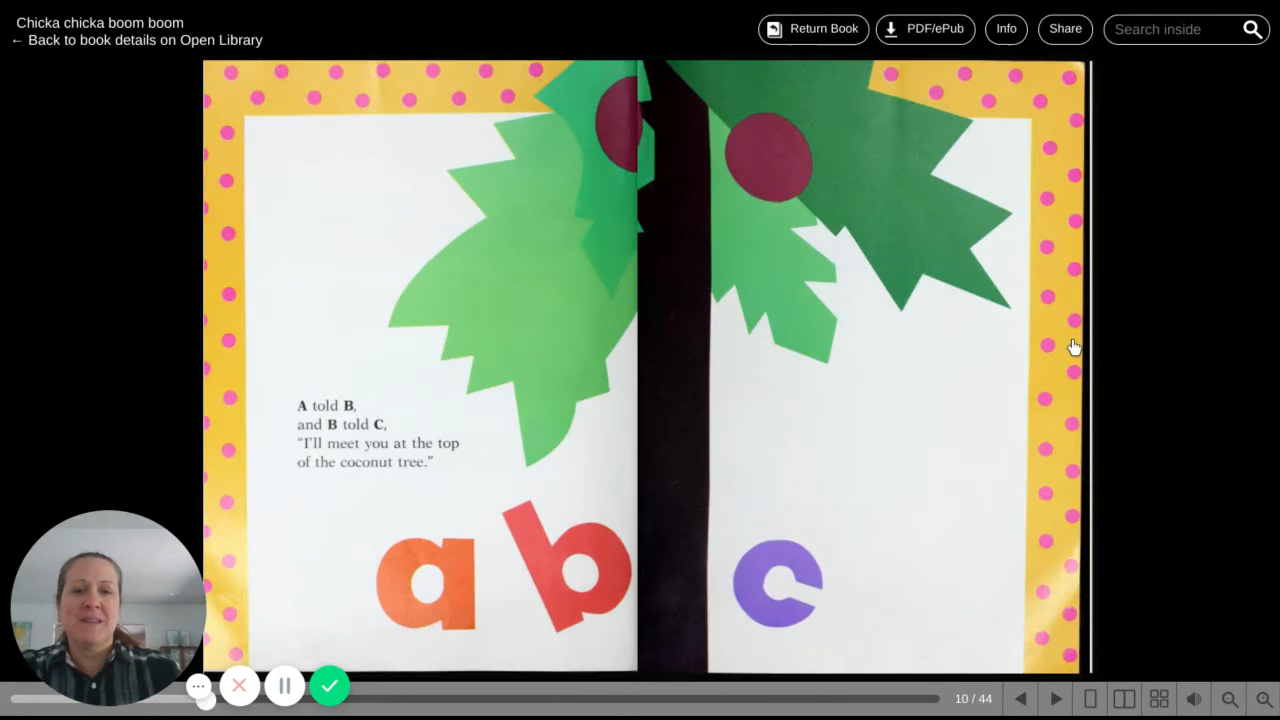 Chicka chicka boom boom
← Back to book details on Open Library
Return Book
PDF/ePub
Info
Share
Search inside
A told B,
and B told C,
“I'll meet you at the top
of the coconut tree.”
a b c
10 / 44